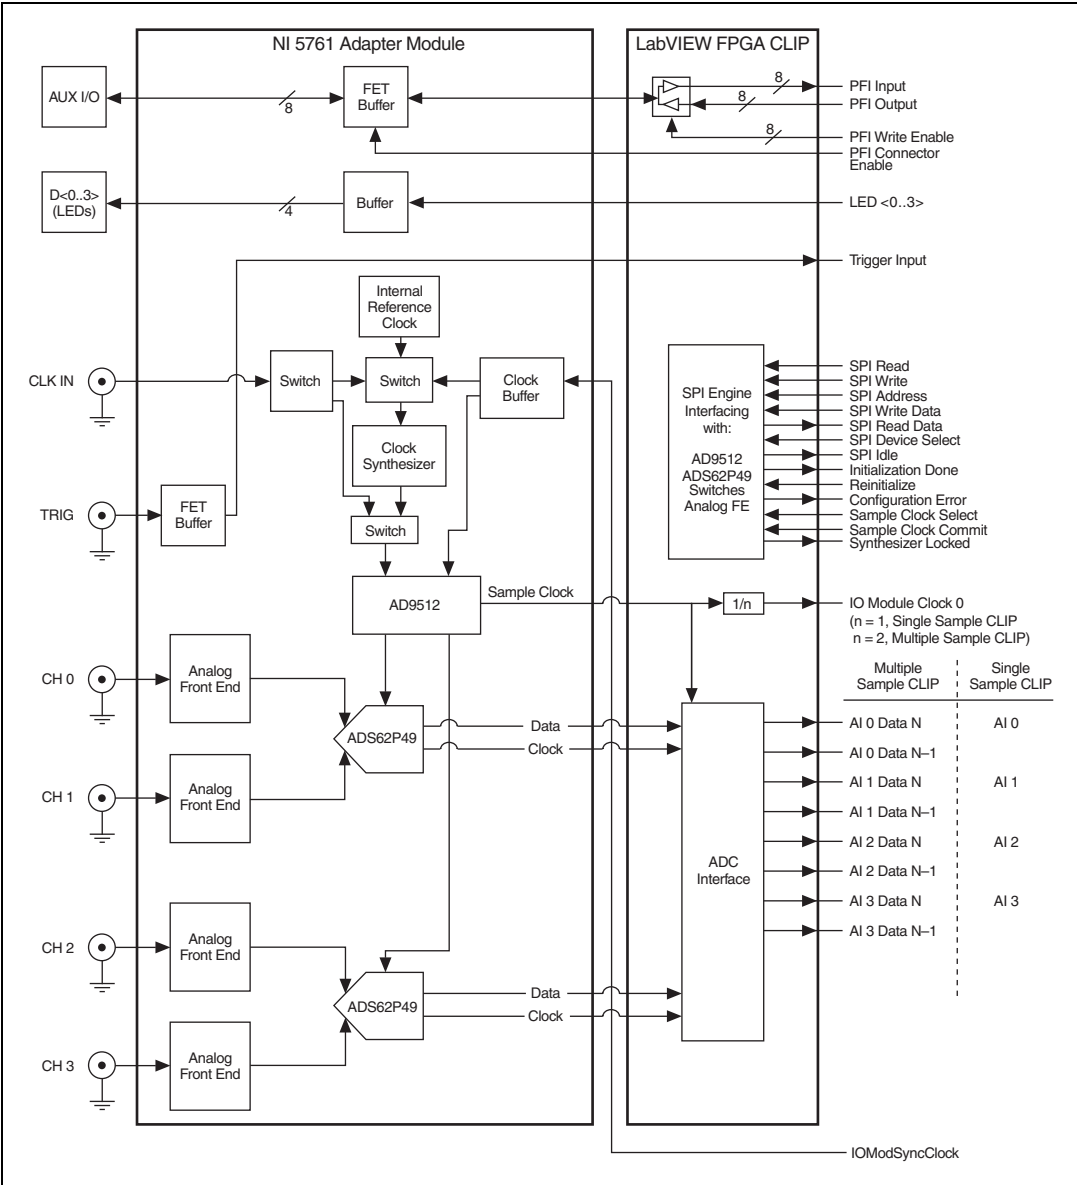 NI 5761 Adapter Module
LabVIEW FPGA CLIP
AUX I/O
8
FET
Buffer
8
8
8
PFI Input
PFI Output
PFI Write Enable
PFI Connector
Enable
D<0..3>
(LEDs)
4
Buffer
LED <0..3>
Trigger Input
Internal
Reference
Clock
CLK IN
Switch
Switch
Clock
Buffer
Clock
Synthesizer
TRIG
FET
Buffer
Switch
SPI Engine
Interfacing
with:
AD9512
ADS62P49
Switches
Analog FE
SPI Read
SPI Write
SPI Address
SPI Write Data
SPI Read Data
SPI Device Select
SPI Idle
Initialization Done
Reinitialize
Configuration Error
Sample Clock Select
Sample Clock Commit
Synthesizer Locked
AD9512
Sample Clock
1/n
IO Module Clock 0
(n = 1, Single Sample CLIP
n = 2, Multiple Sample CLIP)
Multiple
Sample CLIP
Single
Sample CLIP
CH 0
Analog
Front End
ADS62P49
Data
Clock
CH 1
Analog
Front End
AI 0 Data N
AI 0
AI 0 Data N–1
AI 1 Data N
AI 1
AI 1 Data N–1
AI 2 Data N
AI 2
AI 2 Data N–1
AI 3 Data N
AI 3
AI 3 Data N–1
ADC
Interface
CH 2
Analog
Front End
ADS62P49
Data
Clock
CH 3
Analog
Front End
IOModSyncClock